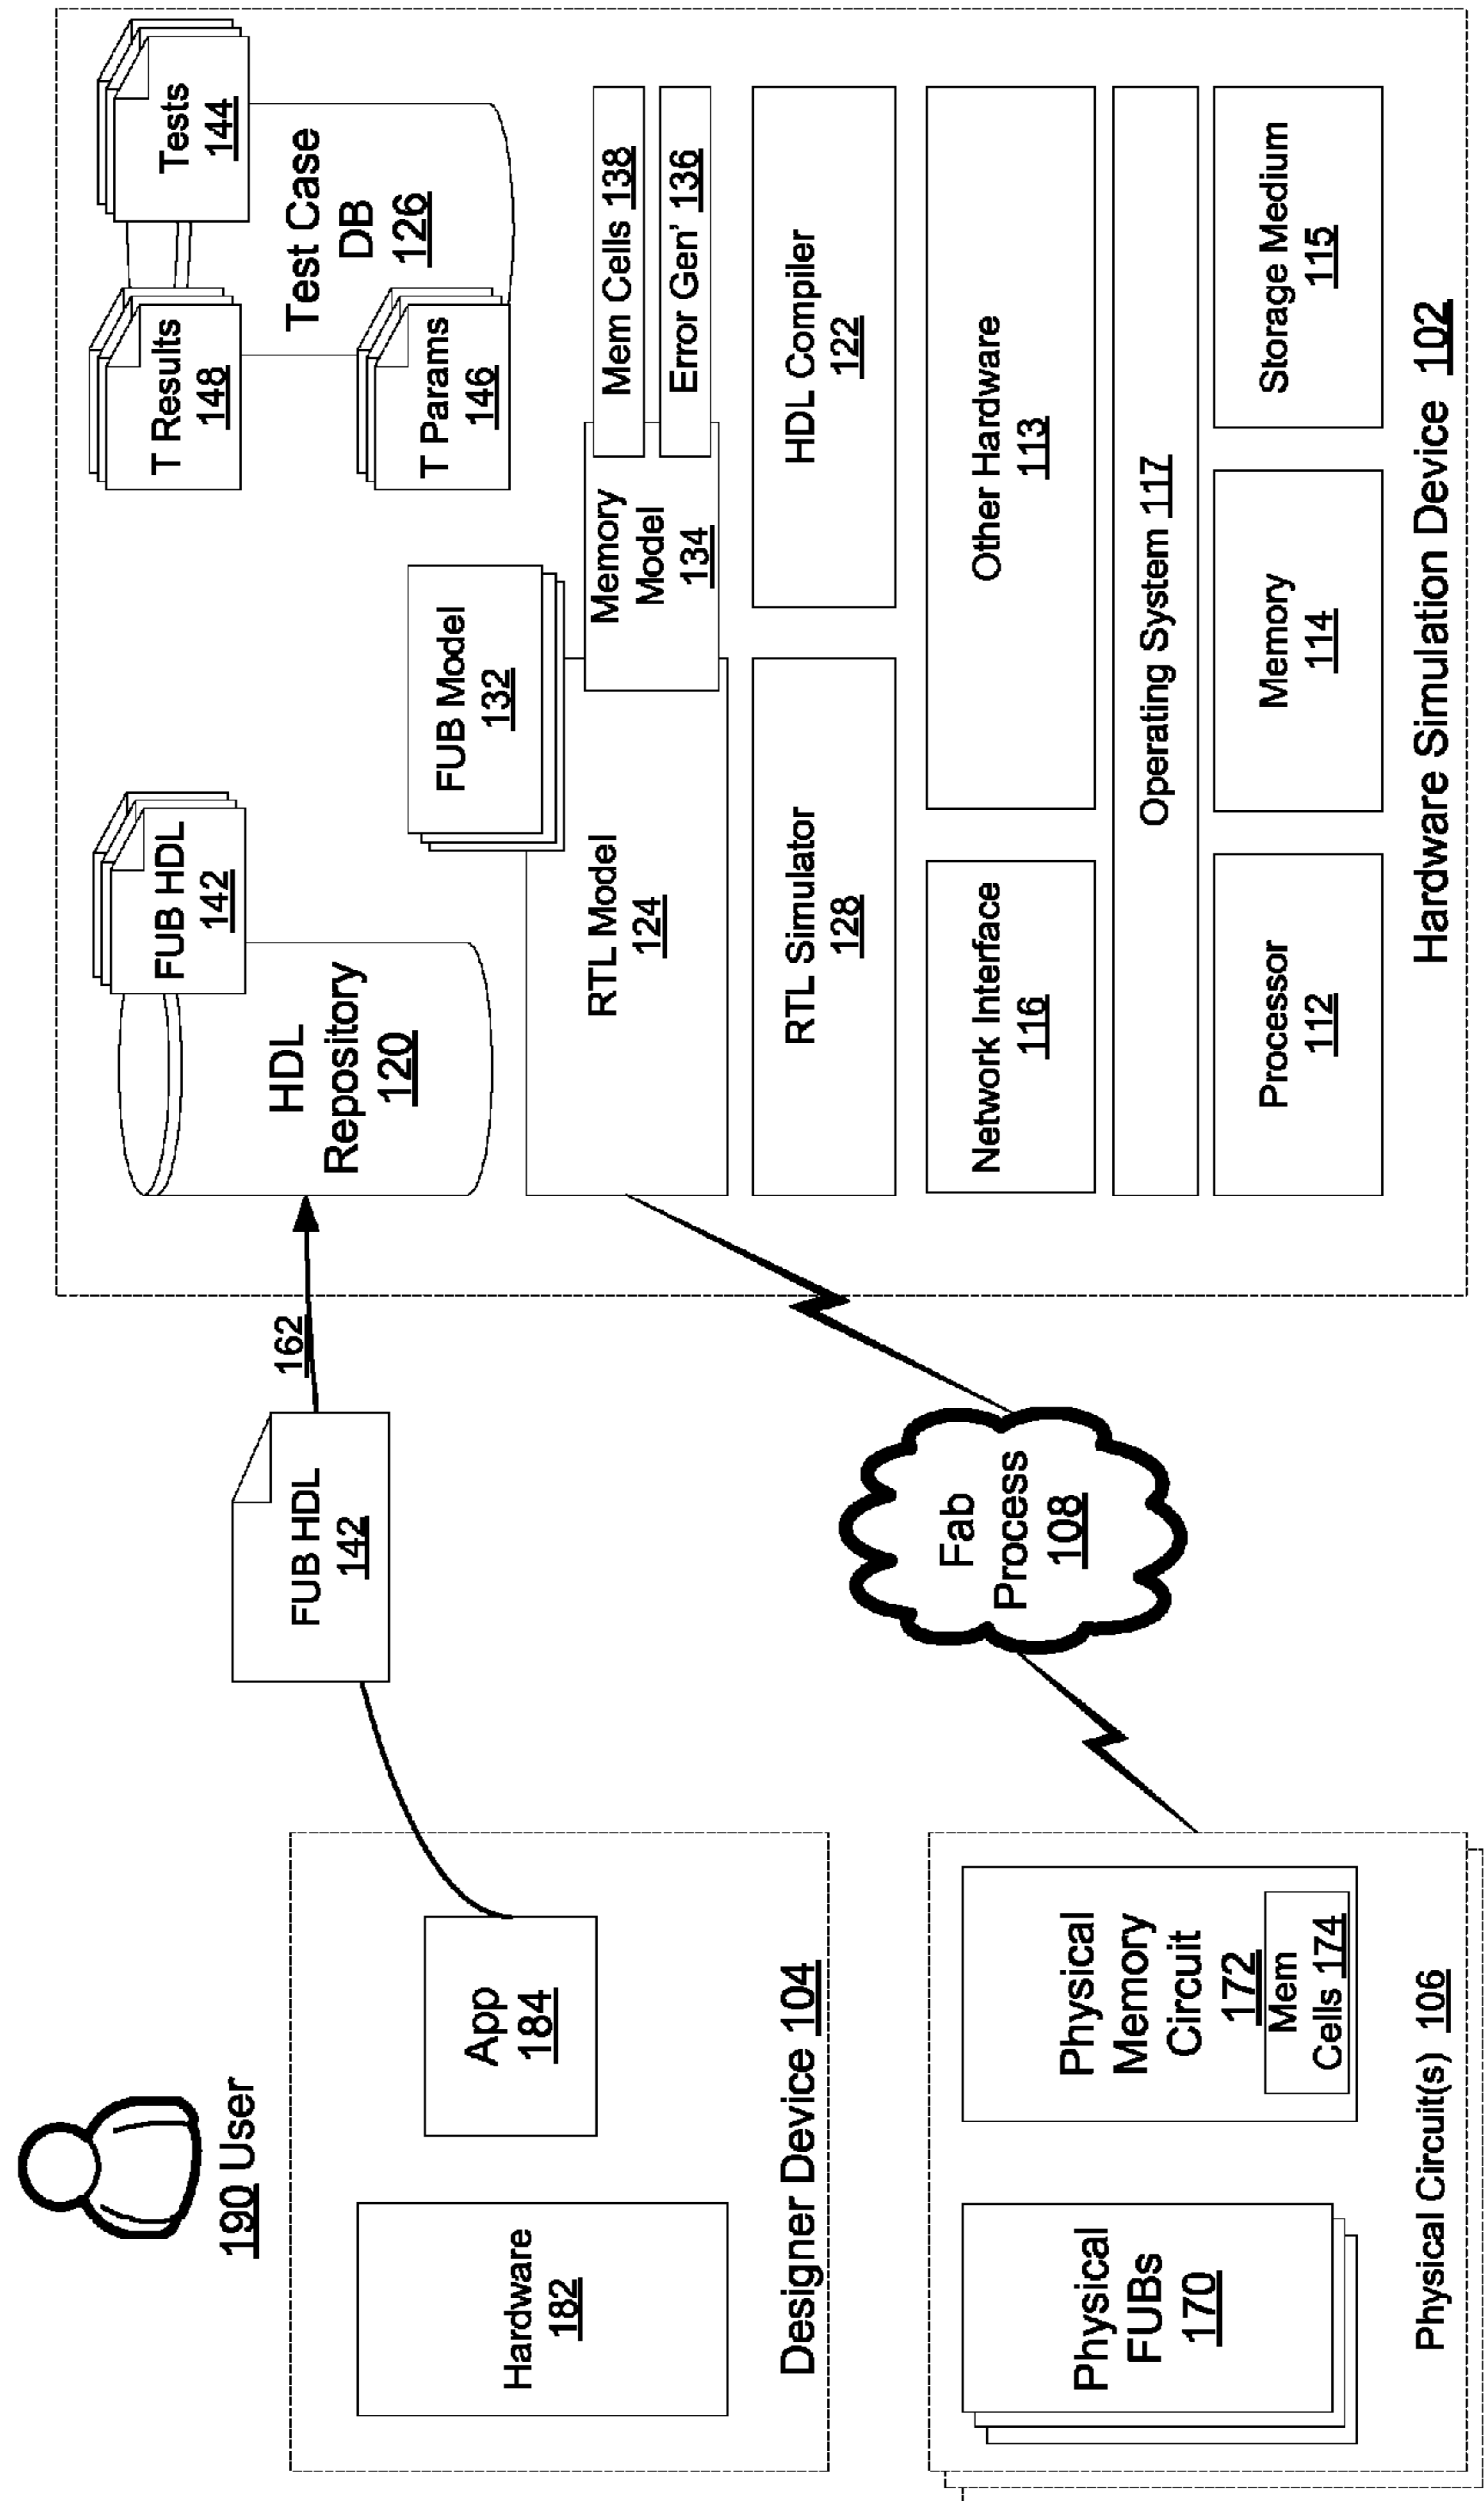 190 User
Hardware
182
App
184
Designer Device 104
FUB HDL
142
162
HDL
Repository
120
FUB HDL
142
T Results
148
Tests
144
Test Case
DB
126
T Params
146
RTL Model
124
FUB Model
132
Memory
Model
134
Mem Cells 138
Error Gen' 136
RTL Simulator
128
HDL Compiler
122
Network Interface
116
Other Hardware
113
Operating System 117
Processor
112
Memory
114
Storage Medium
115
Hardware Simulation Device 102
Fab
Process
108
Physical
FUBs
170
Physical
Memory
Circuit
172
Mem
Cells 174
Physical Circuit(s) 106